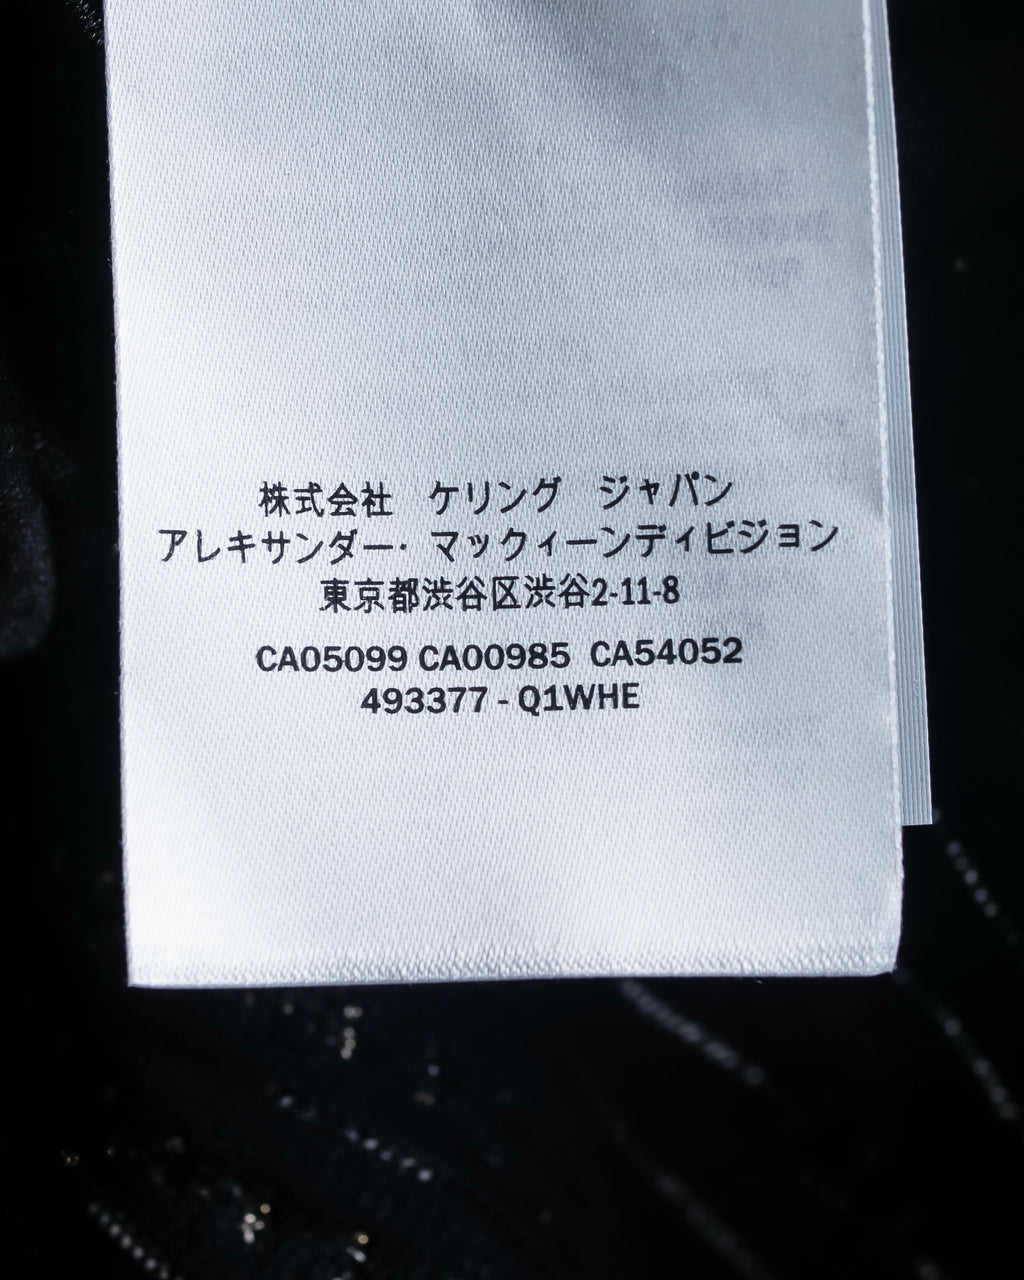 株式会社　ケリング　ジャパン
アレキサンダー・マックィーンディビジョン
東京都渋谷区渋谷2-11-8
CA05099 CA00985 CA54052
493377 - Q1WHE